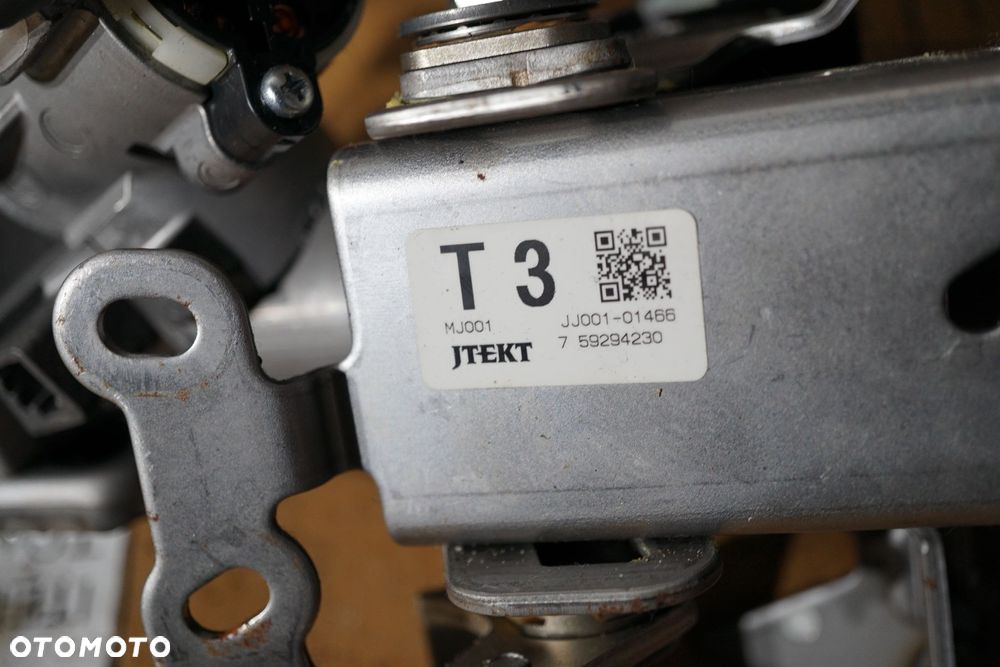 T 3
MJ001 JJ001-01466
JTEKT 7 59294230
OTOMOTO